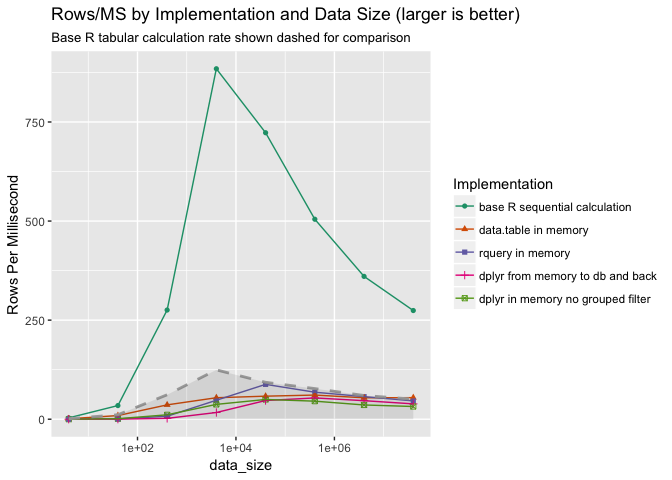 Rows/MS by Implementation and Data Size (larger is better)
Base R tabular calculation rate shown dashed for comparison
Rows Per Millisecond
750
500
250
0
1e+02
1e+04
1e+06
data_size
Implementation
base R sequential calculation
data.table in memory
rquery in memory
dplyr from memory to db and back
dplyr in memory no grouped filter